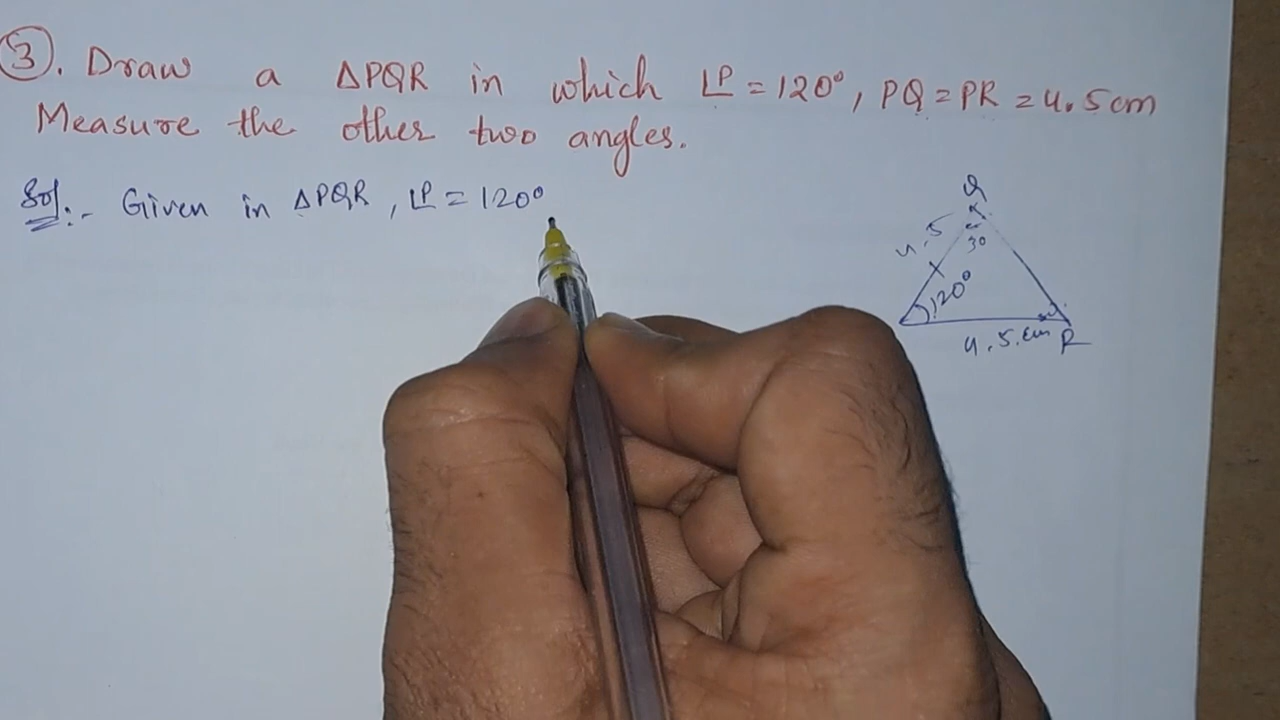 ③. Draw a ΔPQR in which ∠P = 120°, PQ = PR = 4.5cm
Measure the other two angles.
Sol:- Given in ΔPQR, ∠P = 120°
Q
4.5
30
120°
4.5.cm R